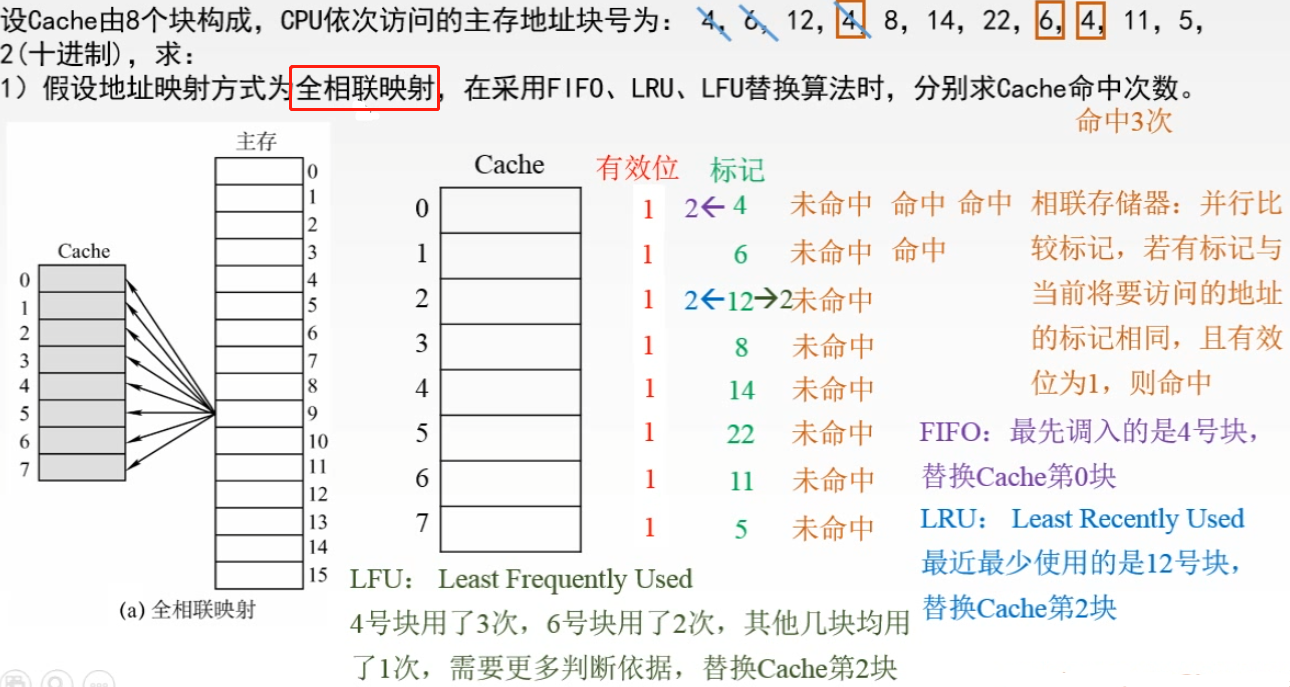 设Cache由8个块构成，CPU依次访问的主存地址块号为： 4，6，12，4，8，14，22，6，4，11，5，
2(十进制)，求：
1）假设地址映射方式为全相联映射，在采用FIFO、LRU、LFU替换算法时，分别求Cache命中次数。
命中3次
主存
0
1
2
3
4
5
6
7
8
9
10
11
12
13
14
15
Cache
0
1
2
3
4
5
6
7
(a) 全相联映射
Cache 有效位 标记
0 1 2← 4 未命中 命中 命中
1 1 6 未命中 命中
2 1 2←12→2未命中
3 1 8 未命中
4 1 14 未命中
5 1 22 未命中
6 1 11 未命中
7 1 5 未命中
相联存储器：并行比
较标记，若有标记与
当前将要访问的地址
的标记相同，且有效
位为1，则命中
FIFO：最先调入的是4号块，
替换Cache第0块
LRU： Least Recently Used
最近最少使用的是12号块，
替换Cache第2块
LFU： Least Frequently Used
4号块用了3次，6号块用了2次，其他几块均用
了1次，需要更多判断依据，替换Cache第2块